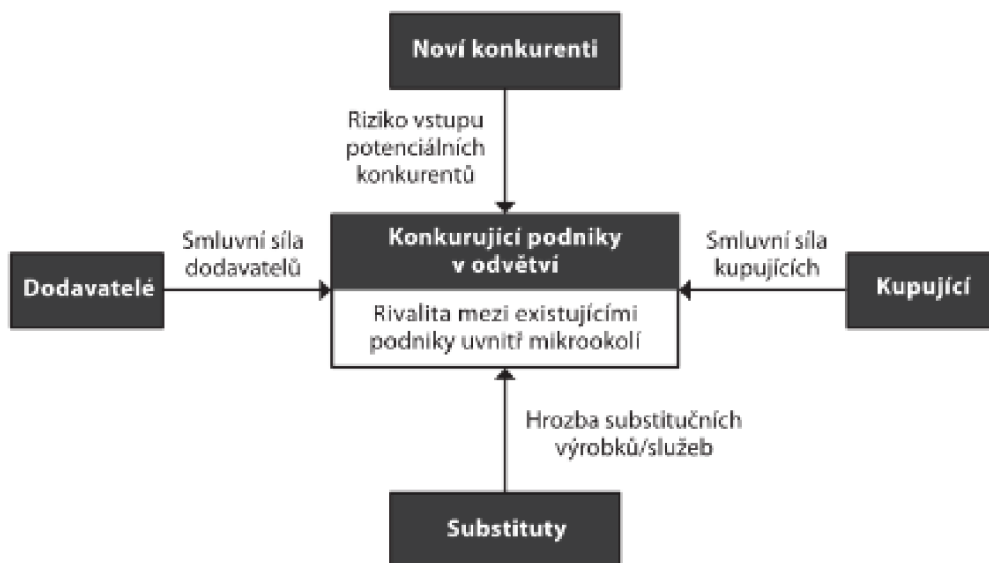 Noví konkurenti
Riziko vstupu
potenciálních
konkurentů
Smluvní síla
dodavatelů
Konkurující podniky
v odvětví
Smluvní síla
kupujících
Dodavatelé
Kupující
Rivalita mezi existujícími
podniky uvnitř mikrookolí
Hrozba substitučních
výrobků/služeb
Substituty